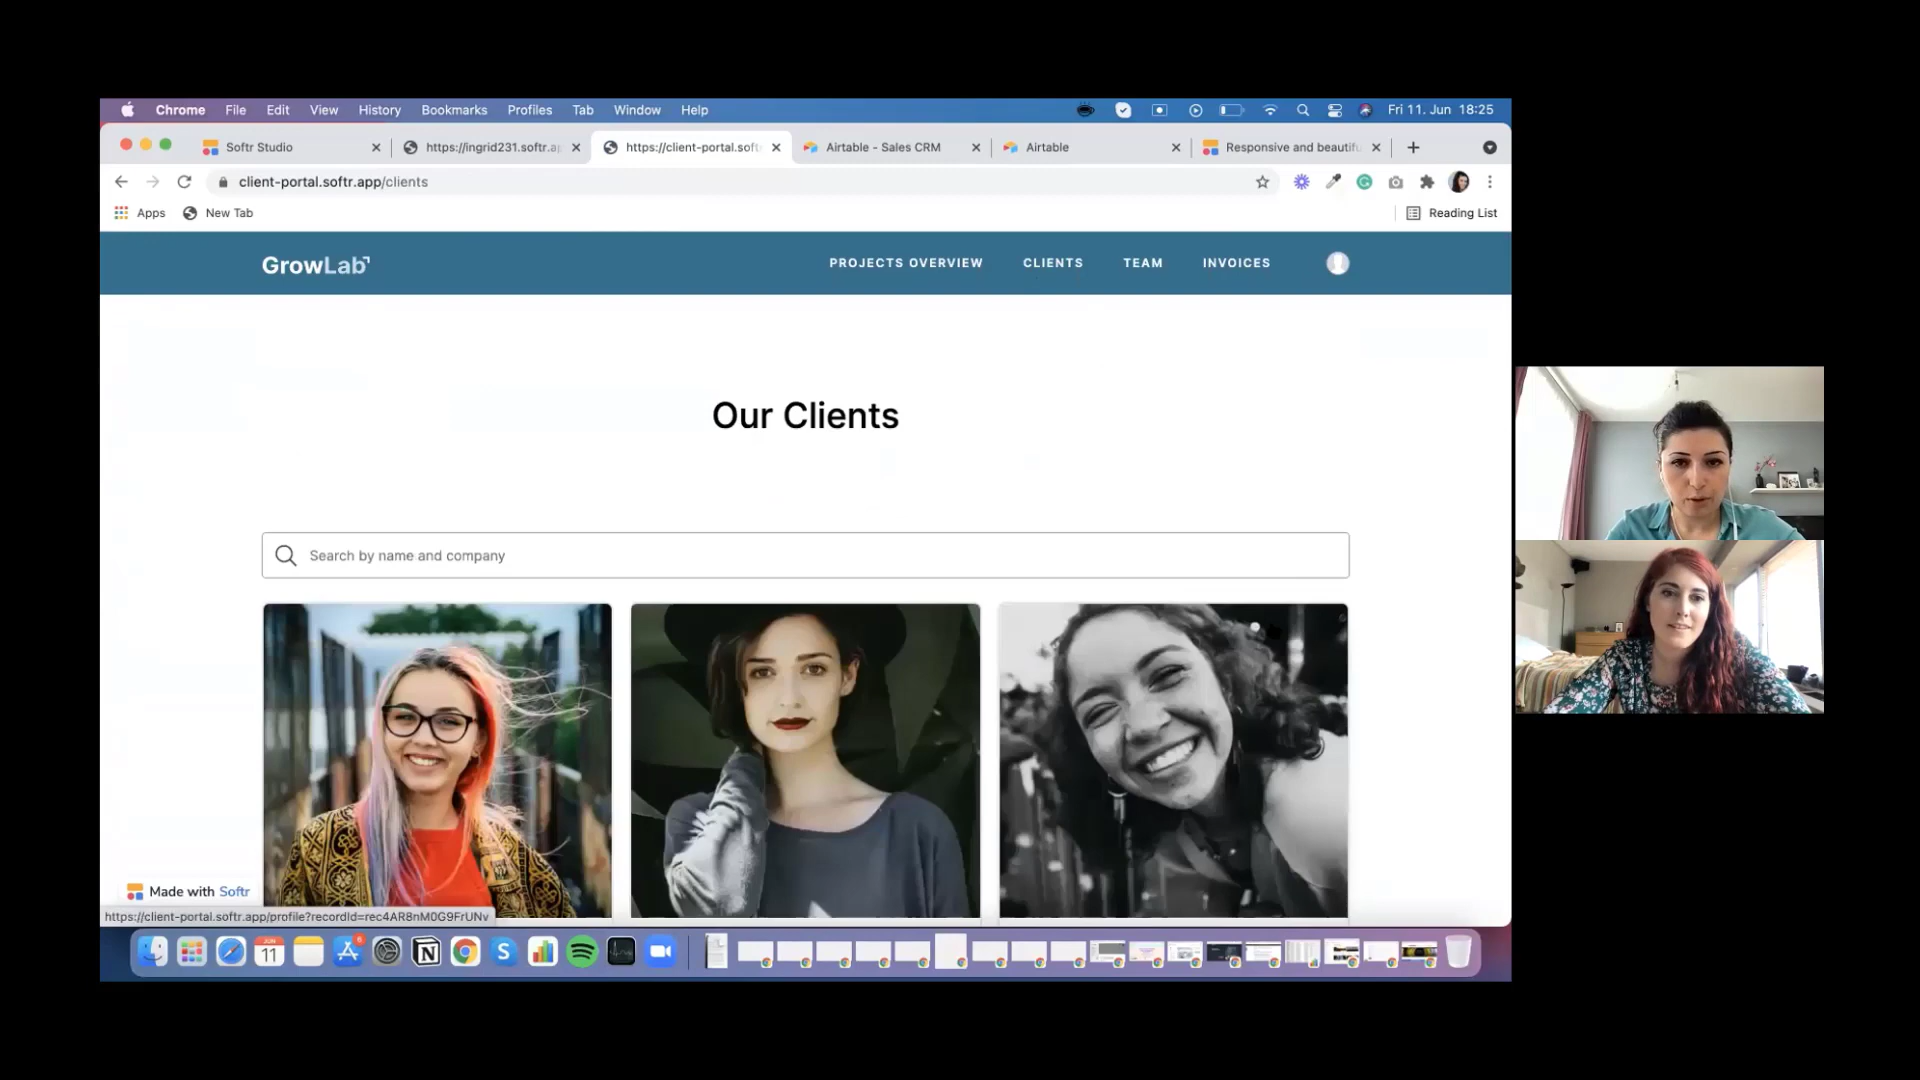 Chrome File Edit View History Bookmarks Profiles Tab Window Help Fri 11. Jun 18:25
Softr Studio https://ingrid231.softr.a https://client-portal.soft Airtable - Sales CRM Airtable Responsive and beautifu
client-portal.softr.app/clients
Apps New Tab Reading List
GrowLab PROJECTS OVERVIEW CLIENTS TEAM INVOICES
Our Clients
Search by name and company
Made with Softr
https://client-portal.softr.app/profile?recordId=rec4AR8nM0G9FrUNv
JUN
11